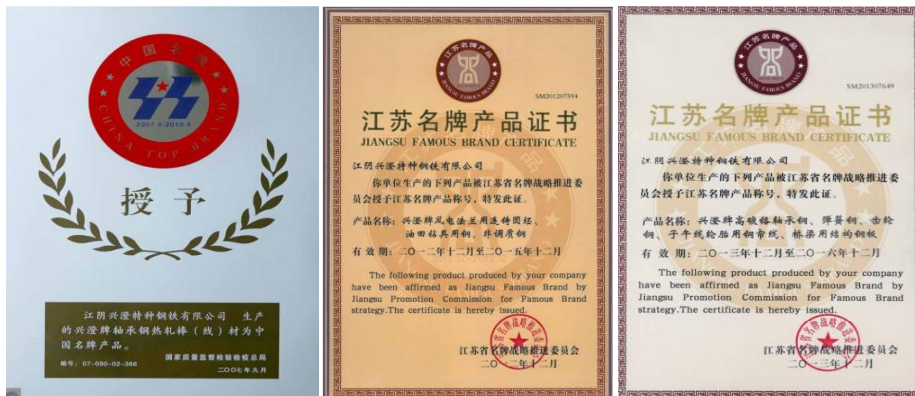 中国名牌
2007.9-2010.9
CHINA TOP BRAND
授予
江阴兴澄特种钢铁有限公司 生产
的兴澄牌轴承钢热轧棒（线）材为中
国名牌产品。
国家质量监督检验检疫总局
编号：07-090-02-366
二〇〇七年九月
江苏名牌产品
JIANGSU FAMOUS BRAND
SM201207594
江苏名牌产品证书
JIANGSU FAMOUS BRAND CERTIFICATE
江阴兴澄特种钢铁有限公司
你单位生产的下列产品被江苏省名牌战略推进委
员会授予江苏名牌产品称号，特发此证。
产品名称：兴澄牌风电法兰用连铸圆坯、
油田钻具用钢、非调质钢
有 效 期：二〇一二年十二月至二〇一五年十二月
The following product produced by your company
have been affirmed as Jiangsu Famous Brand by
Jiangsu Promotion Commission for Famous Brand
strategy.The certificate is hereby issued.
江苏省名牌战略推进委员会
二〇一二年十二月
江苏名牌产品
JIANGSU FAMOUS BRAND
SM201307649
江苏名牌产品证书
JIANGSU FAMOUS BRAND CERTIFICATE
江阴兴澄特种钢铁有限公司
你单位生产的下列产品被江苏省名牌战略推进委
员会授予江苏名牌产品称号，特发此证。
产品名称：兴澄牌高碳铬轴承钢、弹簧钢、齿轮
钢、子午线轮胎用钢帘线、桥梁用结构钢板
有 效 期：二〇一三年十二月至二〇一六年十二月
The following product produced by your company
have been affirmed as Jiangsu Famous Brand by
Jiangsu Promotion Commission for Famous Brand
strategy.The certificate is hereby issued.
江苏省名牌战略推进委员会
二〇一三年十二月